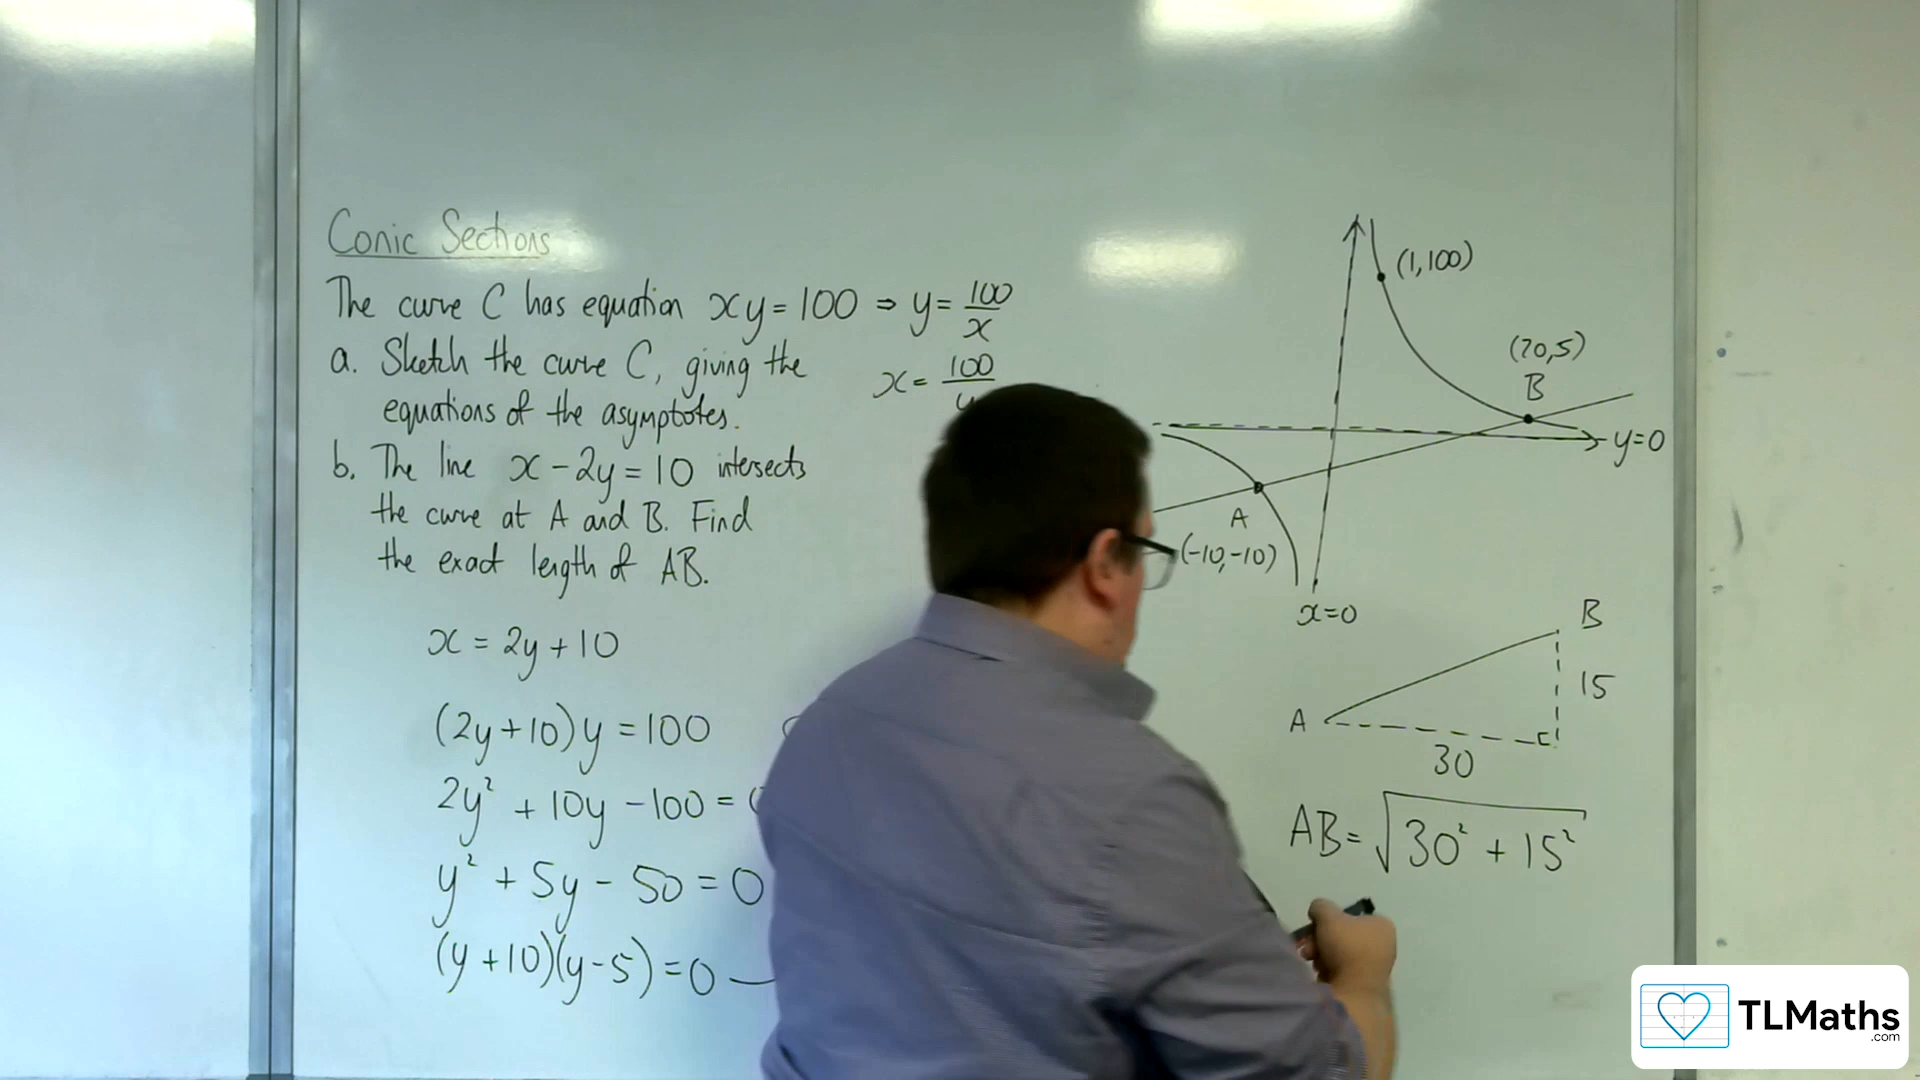 Conic Sections
The curve C has equation xy = 100 ⇒ y = 100/x
a. Sketch the curve C, giving the
equations of the asymptotes.
x = 100/
b. The line x - 2y = 10 intersects
the curve at A and B. Find
the exact length of AB.
x = 2y + 10
(2y+10)y = 100
2y² + 10y - 100 =
y² + 5y - 50 = 0
(y+10)(y-5) = 0
(1,100)
(20,5)
B
y=0
A
(-10,-10)
x=0
B
15
A
30
AB = √(30² + 15²)
TLMaths
.com